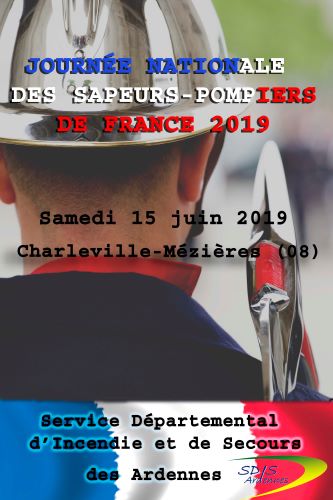 JOURNÉE NATIONALE
DES SAPEURS-POMPIERS
DE FRANCE 2019
Samedi 15 juin 2019
Charleville-Mézières (08)
Service Départemental
d'Incendie et de Secours
des Ardennes
SDIS
Ardennes